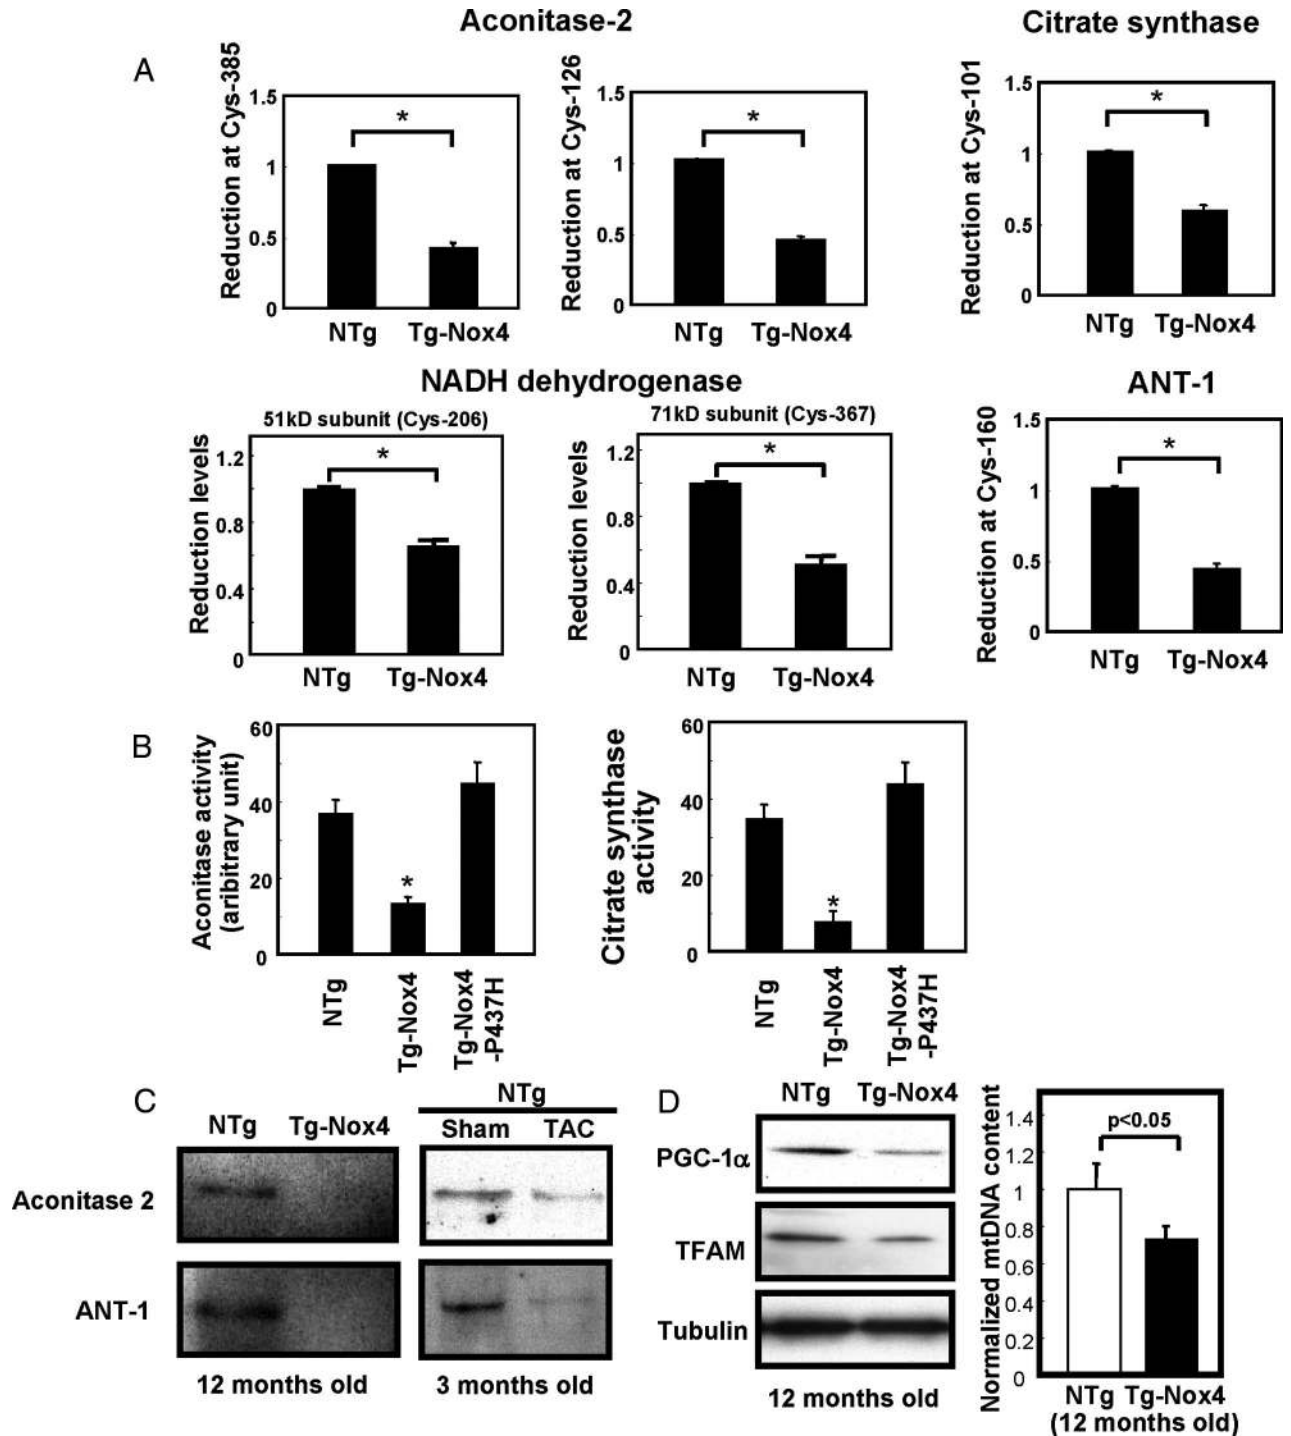 Aconitase-2
Citrate synthase
A
Reduction at Cys-385
1.5
1
0.5
0
*
NTg Tg-Nox4
Reduction at Cys-126
1.5
1
0.5
0
*
NTg Tg-Nox4
Reduction at Cys-101
1.5
1
0.5
0
*
NTg Tg-Nox4
NADH dehydrogenase
ANT-1
51kD subunit (Cys-206)
Reduction levels
1.2
0.8
0.4
0
*
NTg Tg-Nox4
71kD subunit (Cys-367)
Reduction levels
1.2
0.8
0.4
0
*
NTg Tg-Nox4
Reduction at Cys-160
1.5
1
0.5
0
*
NTg Tg-Nox4
B
Aconitase activity
(aribitrary unit)
60
40
20
0
*
NTg
Tg-Nox4
Tg-Nox4
-P437H
Citrate synthase
activity
60
40
20
0
*
NTg
Tg-Nox4
Tg-Nox4
-P437H
C
NTg Tg-Nox4
NTg
Sham TAC
Aconitase 2
ANT-1
12 months old
3 months old
D
NTg Tg-Nox4
PGC-1α
TFAM
Tubulin
12 months old
Normalized mtDNA content
1.4
1.2
1
0.8
0.6
0.4
0.2
0
p<0.05
NTg Tg-Nox4
(12 months old)